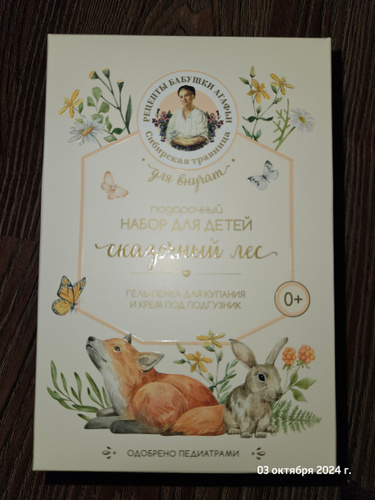 РЕЦЕПТЫ БАБУШКИ АГАФЬИ
Сибирская травница
для внучат
подарочный
НАБОР ДЛЯ ДЕТЕЙ
сказочный лес
ГЕЛЬ-ПЕНКА ДЛЯ КУПАНИЯ
И КРЕМ ПОД ПОДГУЗНИК
0+
ОДОБРЕНО ПЕДИАТРАМИ
03 октября 2024 г.